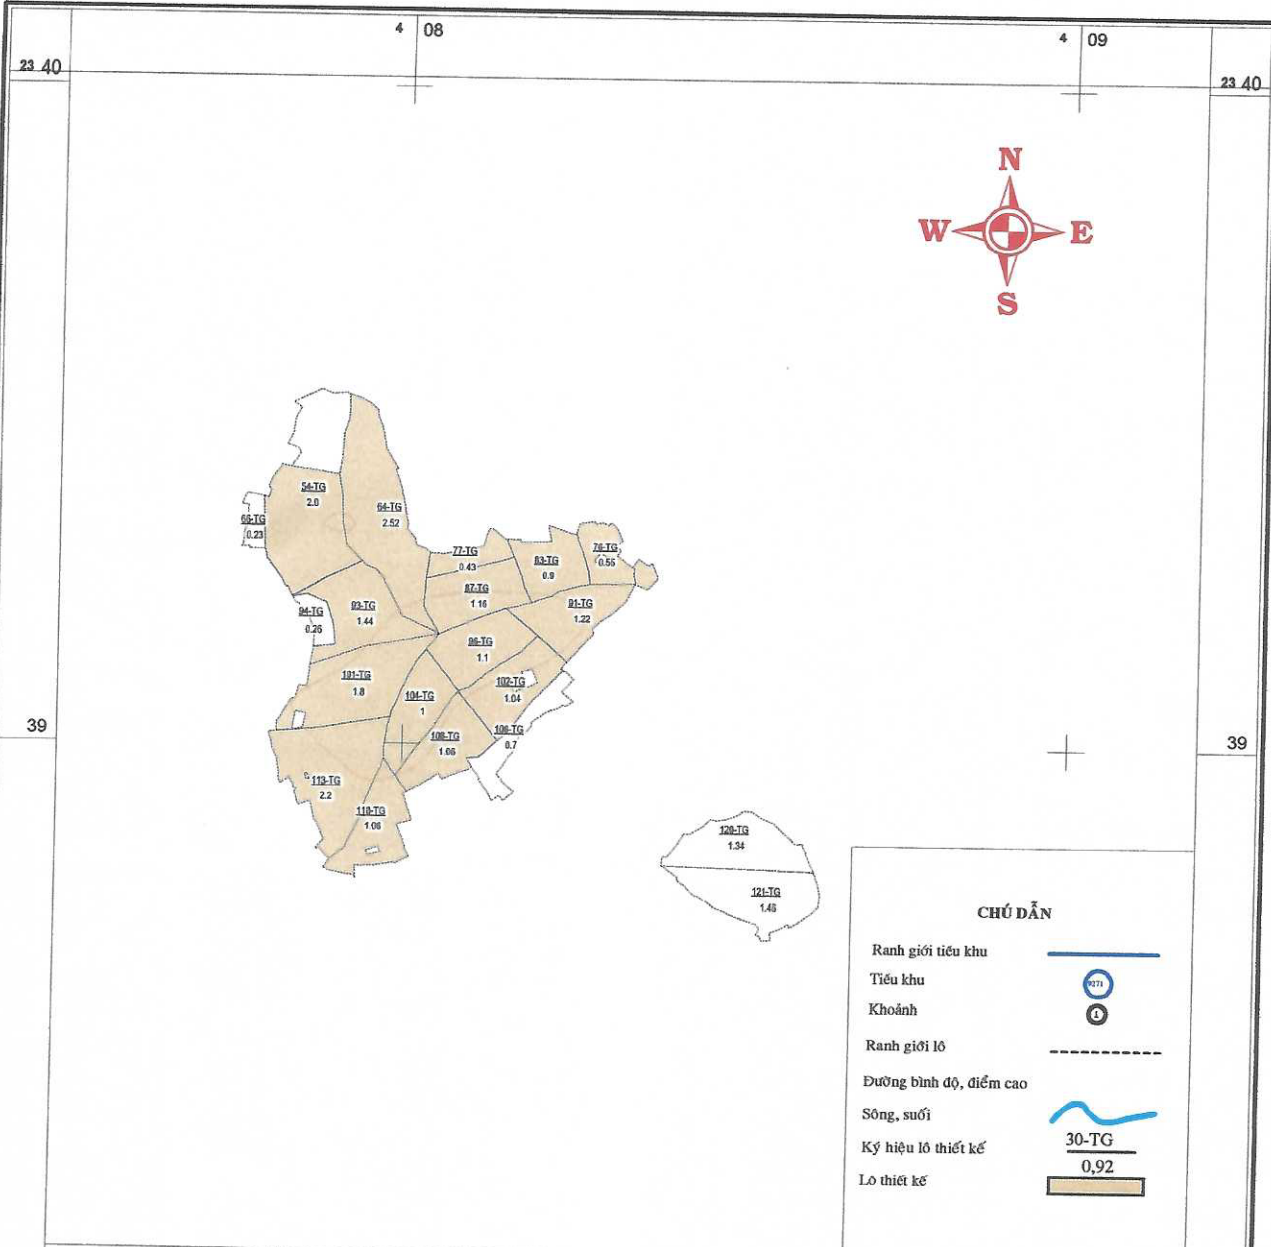 4 08
4 09
23 40
23 40
N
W E
S
54-TG
2.0
64-TG
2.52
66-TG
0.23
77-TG
0.43
83-TG
0.9
76-TG
0.55
87-TG
1.16
91-TG
1.22
94-TG
0.26
93-TG
1.44
96-TG
1.1
101-TG
1.8
102-TG
1.04
104-TG
1
106-TG
0.7
108-TG
1.06
39
39
113-TG
2.2
110-TG
1.06
120-TG
1.34
121-TG
1.46
CHÚ DẪN
Ranh giới tiểu khu
Tiểu khu 9271
Khoảnh 1
Ranh giới lô
Đường bình độ, điểm cao
Sông, suối
Ký hiệu lô thiết kế 30-TG
0,92
Lô thiết kế